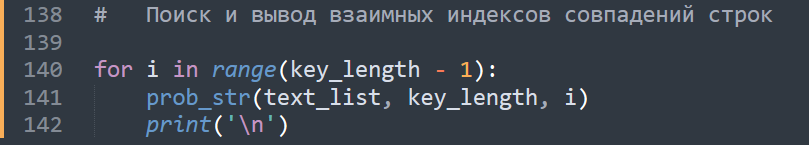 138 #   Поиск и вывод взаимных индексов совпадений строк
139
140 for i in range(key_length - 1):
141     prob_str(text_list, key_length, i)
142     print('\n')